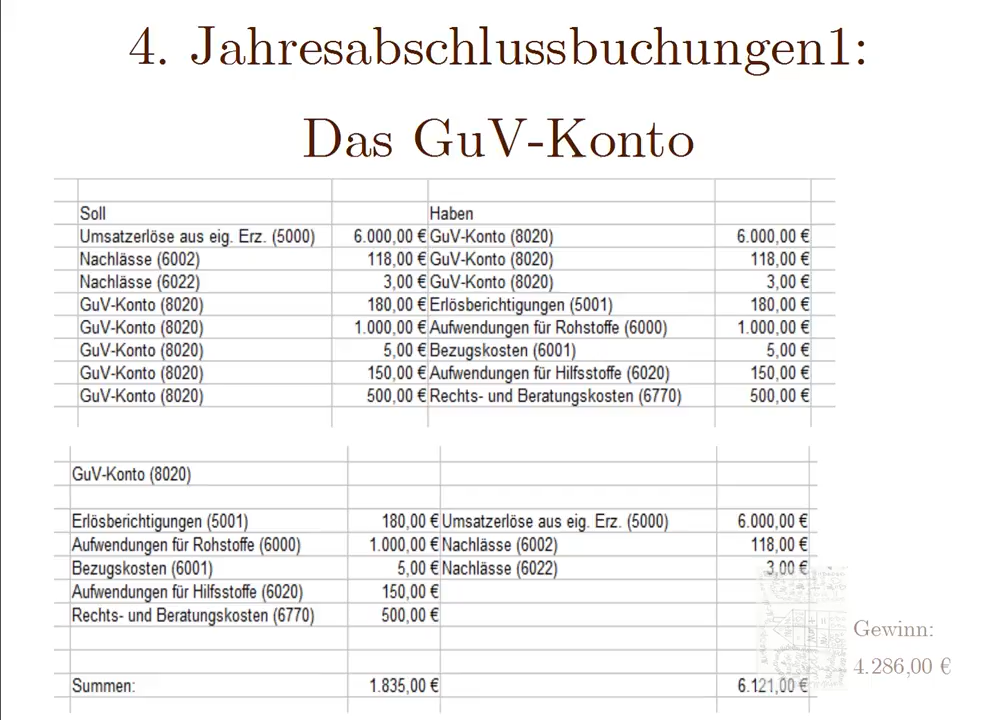 4. Jahresabschlussbuchungen1:
Das GuV-Konto
Soll Haben
Umsatzerlöse aus eig. Erz. (5000) 6.000,00 € GuV-Konto (8020) 6.000,00 €
Nachlässe (6002) 118,00 € GuV-Konto (8020) 118,00 €
Nachlässe (6022) 3,00 € GuV-Konto (8020) 3,00 €
GuV-Konto (8020) 180,00 € Erlösberichtigungen (5001) 180,00 €
GuV-Konto (8020) 1.000,00 € Aufwendungen für Rohstoffe (6000) 1.000,00 €
GuV-Konto (8020) 5,00 € Bezugskosten (6001) 5,00 €
GuV-Konto (8020) 150,00 € Aufwendungen für Hilfsstoffe (6020) 150,00 €
GuV-Konto (8020) 500,00 € Rechts- und Beratungskosten (6770) 500,00 €
GuV-Konto (8020)
Erlösberichtigungen (5001) 180,00 € Umsatzerlöse aus eig. Erz. (5000) 6.000,00 €
Aufwendungen für Rohstoffe (6000) 1.000,00 € Nachlässe (6002) 118,00 €
Bezugskosten (6001) 5,00 € Nachlässe (6022) 3,00 €
Aufwendungen für Hilfsstoffe (6020) 150,00 €
Rechts- und Beratungskosten (6770) 500,00 €
Gewinn:
4.286,00 €
Summen: 1.835,00 € 6.121,00 €